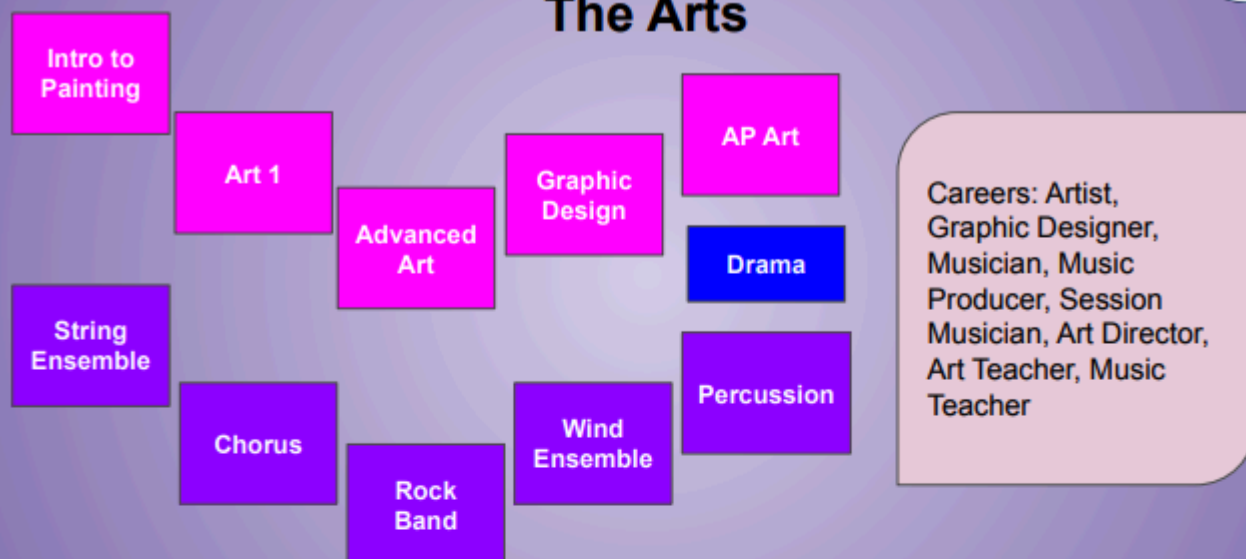 The Arts
Intro to
Painting
Art 1
Advanced
Art
Graphic
Design
AP Art
Drama
String
Ensemble
Chorus
Rock
Band
Wind
Ensemble
Percussion
Careers: Artist,
Graphic Designer,
Musician, Music
Producer, Session
Musician, Art Director,
Art Teacher, Music
Teacher